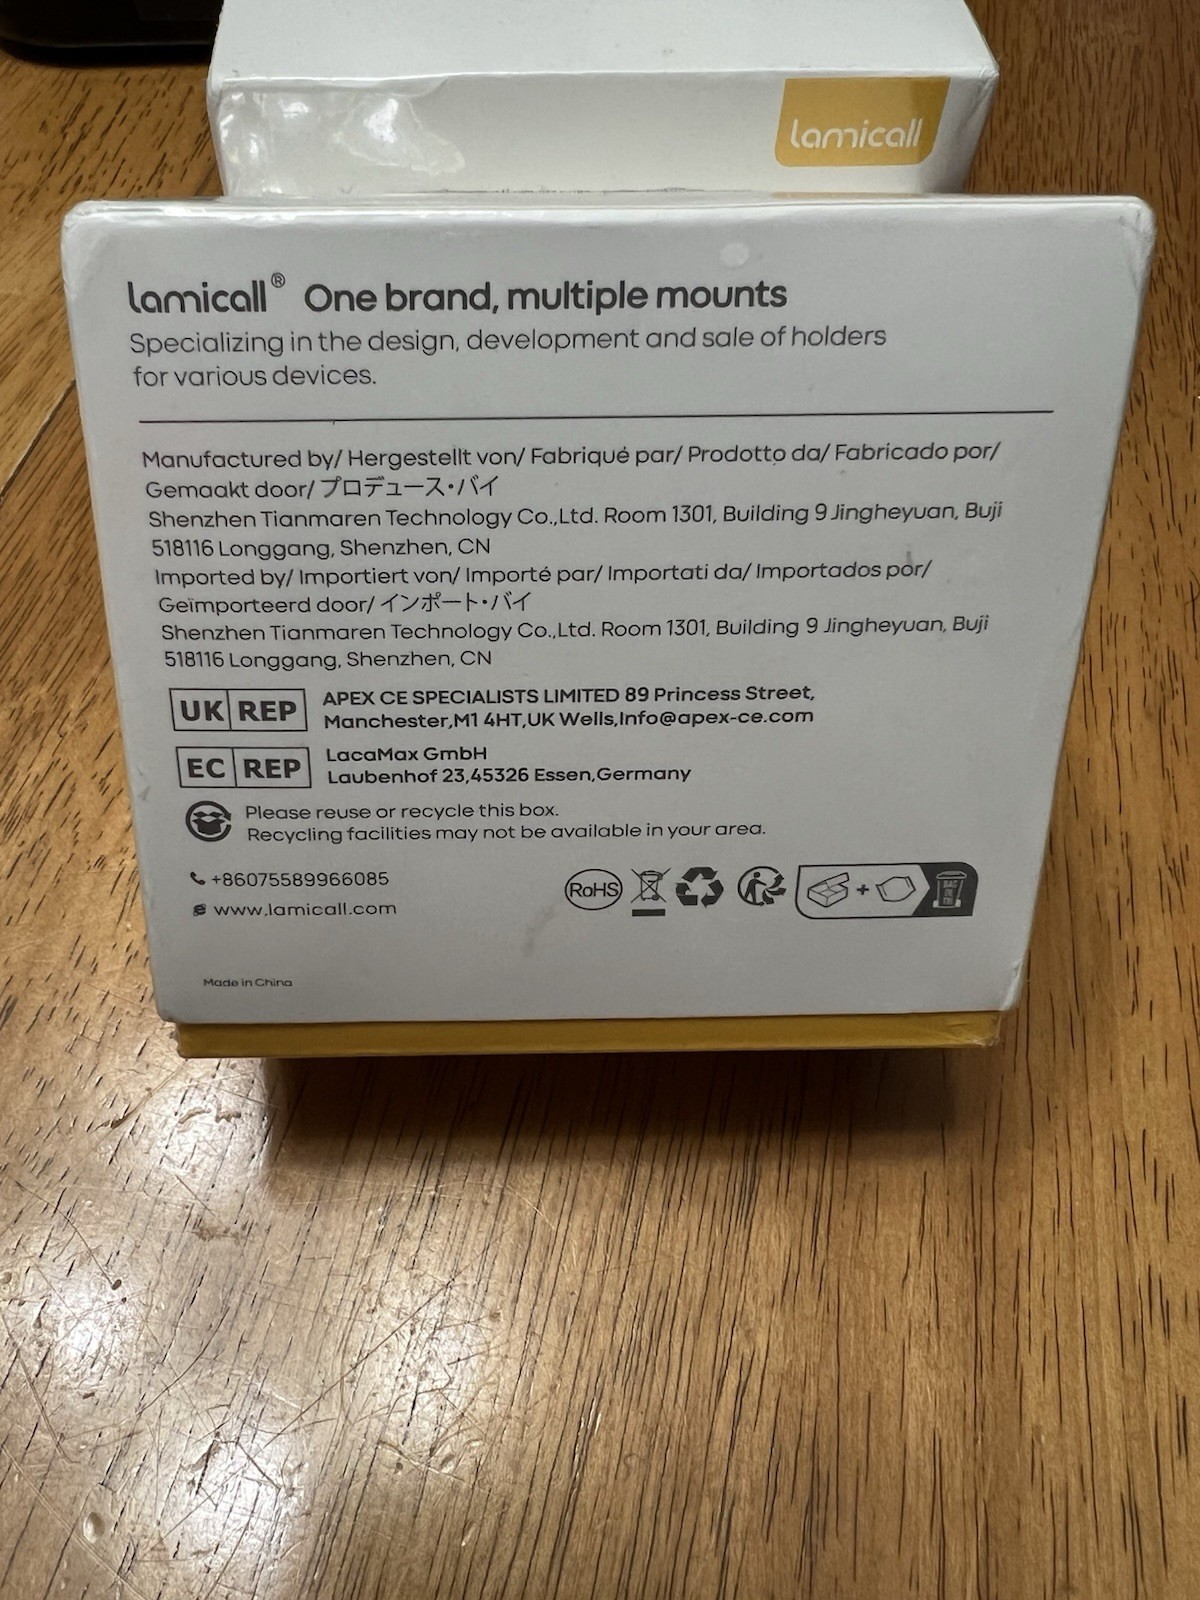 lamicall
lamicall® One brand, multiple mounts
Specializing in the design, development and sale of holders
for various devices.
Manufactured by/ Hergestellt von/ Fabriqué par/ Prodotto da/ Fabricado por/
Gemaakt door/ プロデュース・バイ
Shenzhen Tianmaren Technology Co.,Ltd. Room 1301, Building 9 Jingheyuan, Buji
518116 Longgang, Shenzhen, CN
Imported by/ Importiert von/ Importé par/ Importati da/ Importados por/
Geïmporteerd door/ インポート・バイ
Shenzhen Tianmaren Technology Co.,Ltd. Room 1301, Building 9 Jingheyuan, Buji
518116 Longgang, Shenzhen, CN
UK REP APEX CE SPECIALISTS LIMITED 89 Princess Street,
Manchester,M1 4HT,UK Wells,Info@apex-ce.com
EC REP LacaMax GmbH
Laubenhof 23,45326 Essen,Germany
Please reuse or recycle this box.
Recycling facilities may not be available in your area.
+86075589966085
www.lamicall.com
RoHS
Made in China